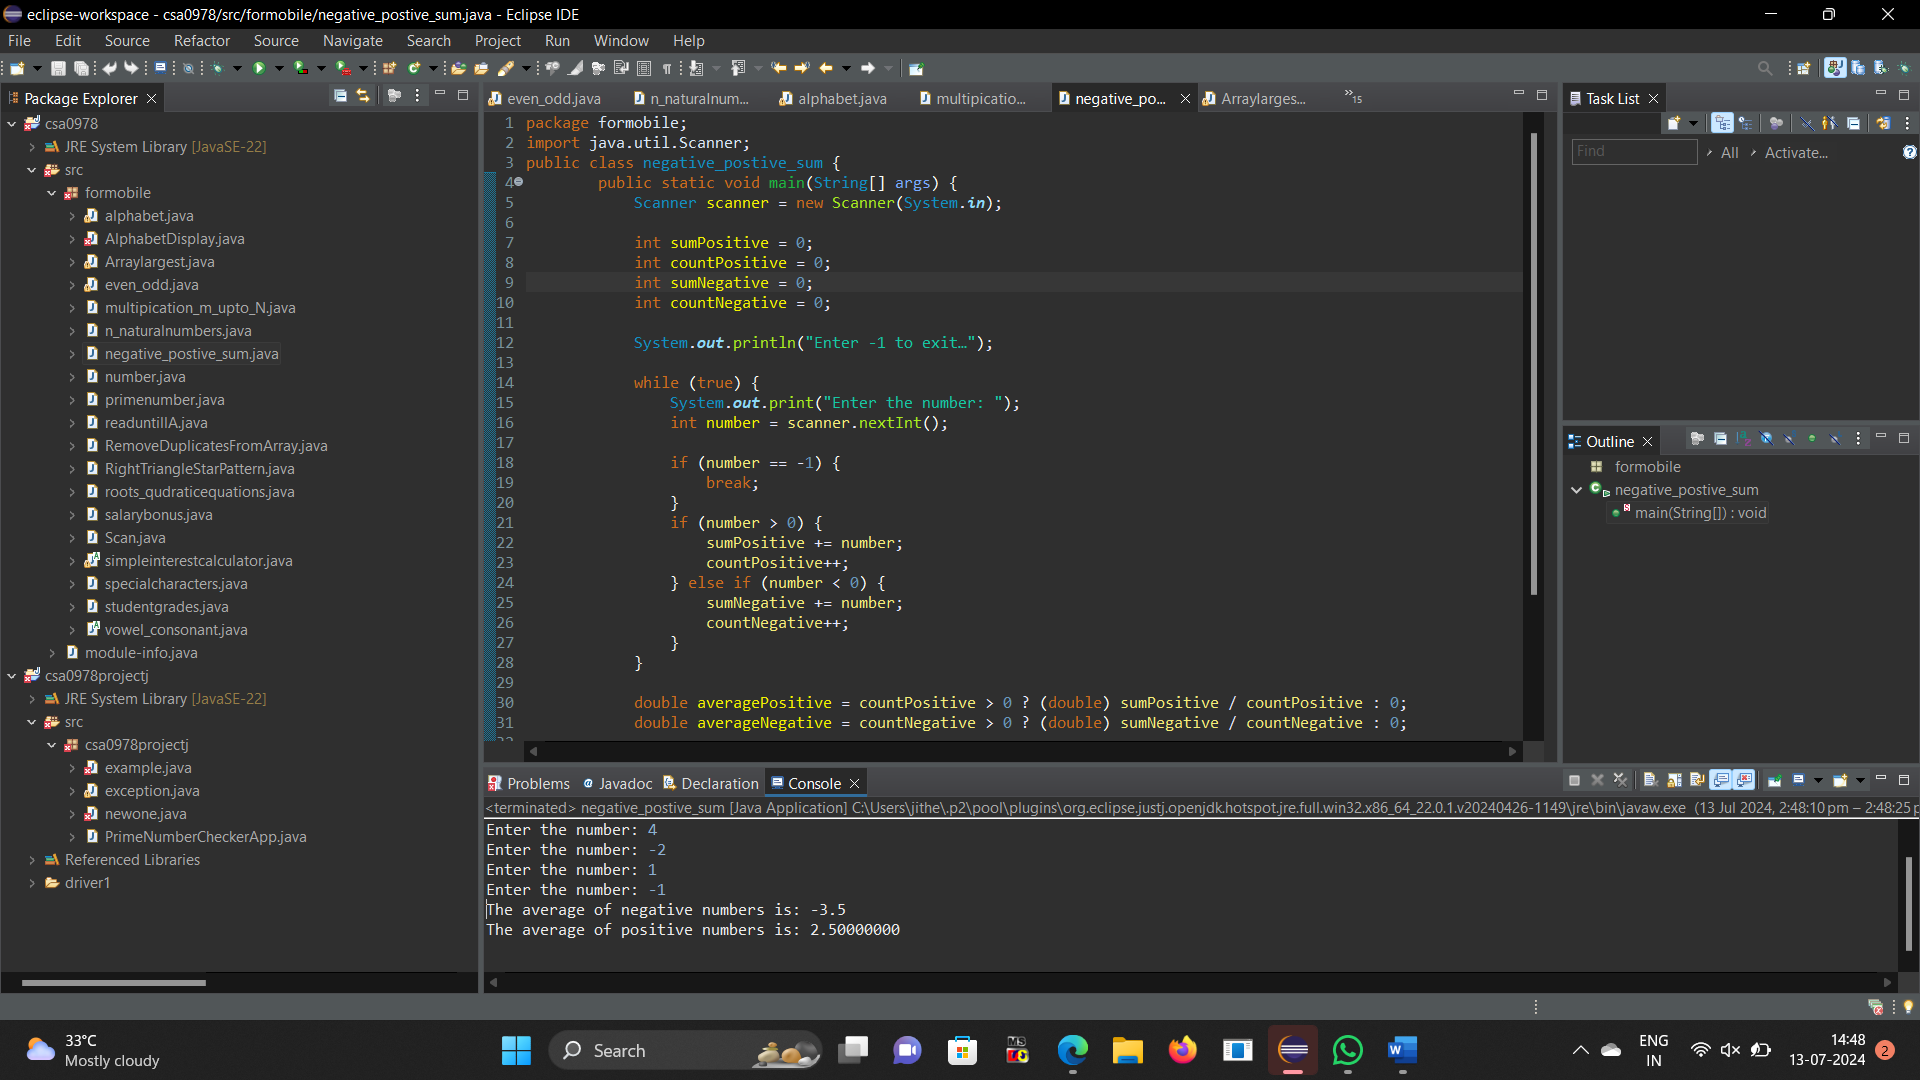 eclipse-workspace - csa0978/src/formobile/negative_postive_sum.java - Eclipse IDE
File Edit Source Refactor Source Navigate Search Project Run Window Help
Package Explorer
csa0978
JRE System Library [JavaSE-22]
src
formobile
alphabet.java
AlphabetDisplay.java
Arraylargest.java
even_odd.java
multipication_m_upto_N.java
n_naturalnumbers.java
negative_postive_sum.java
number.java
primenumber.java
readuntillA.java
RemoveDuplicatesFromArray.java
RightTriangleStarPattern.java
roots_qudraticequations.java
salarybonus.java
Scan.java
simpleinterestcalculator.java
specialcharacters.java
studentgrades.java
vowel_consonant.java
module-info.java
csa0978projectj
JRE System Library [JavaSE-22]
src
csa0978projectj
example.java
exception.java
newone.java
PrimeNumberCheckerApp.java
Referenced Libraries
driver1
even_odd.java n_naturalnum... alphabet.java multipicatio... negative_po... Arraylarges... »15
1 package formobile;
2 import java.util.Scanner;
3 public class negative_postive_sum {
4 public static void main(String[] args) {
5 Scanner scanner = new Scanner(System.in);
6
7 int sumPositive = 0;
8 int countPositive = 0;
9 int sumNegative = 0;
10 int countNegative = 0;
11
12 System.out.println("Enter -1 to exit…");
13
14 while (true) {
15 System.out.print("Enter the number: ");
16 int number = scanner.nextInt();
17
18 if (number == -1) {
19 break;
20 }
21 if (number > 0) {
22 sumPositive += number;
23 countPositive++;
24 } else if (number < 0) {
25 sumNegative += number;
26 countNegative++;
27 }
28 }
29
30 double averagePositive = countPositive > 0 ? (double) sumPositive / countPositive : 0;
31 double averageNegative = countNegative > 0 ? (double) sumNegative / countNegative : 0;
Task List
Find All Activate...
Outline
formobile
negative_postive_sum
main(String[]) : void
Problems @ Javadoc Declaration Console
<terminated> negative_postive_sum [Java Application] C:\Users\jithe\.p2\pool\plugins\org.eclipse.justj.openjdk.hotspot.jre.full.win32.x86_64_22.0.1.v20240426-1149\jre\bin\javaw.exe (13 Jul 2024, 2:48:10 pm – 2:48:25 p
Enter the number: 4
Enter the number: -2
Enter the number: 1
Enter the number: -1
The average of negative numbers is: -3.5
The average of positive numbers is: 2.50000000
33°C
Mostly cloudy
Search
ENG
IN
14:48
13-07-2024
2